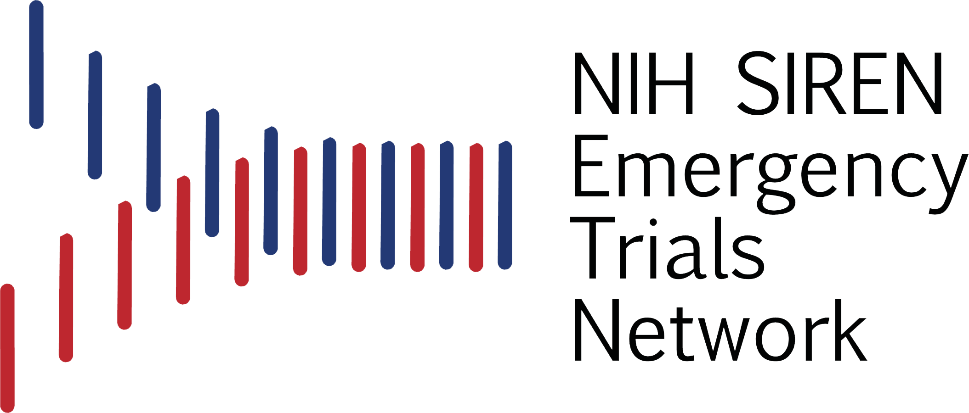 NIH SIREN
Emergency
Trials
Network